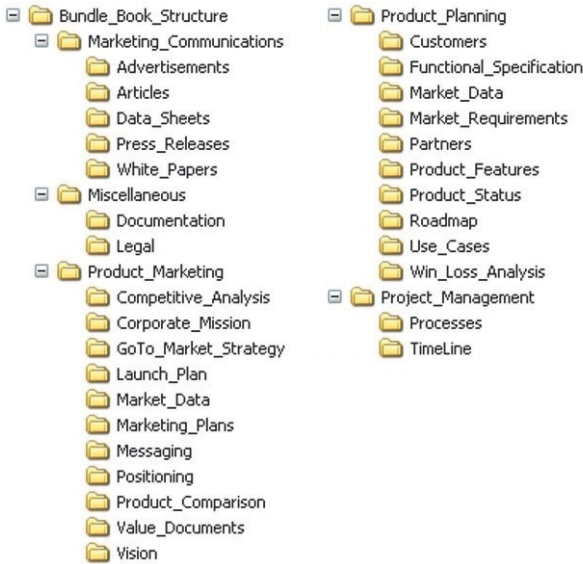 Bundle_Book_Structure
Marketing_Communications
Advertisements
Articles
Data_Sheets
Press_Releases
White_Papers
Miscellaneous
Documentation
Legal
Product_Marketing
Competitive_Analysis
Corporate_Mission
GoTo_Market_Strategy
Launch_Plan
Market_Data
Marketing_Plans
Messaging
Positioning
Product_Comparison
Value_Documents
Vision
Product_Planning
Customers
Functional_Specification
Market_Data
Market_Requirements
Partners
Product_Features
Product_Status
Roadmap
Use_Cases
Win_Loss_Analysis
Project_Management
Processes
TimeLine